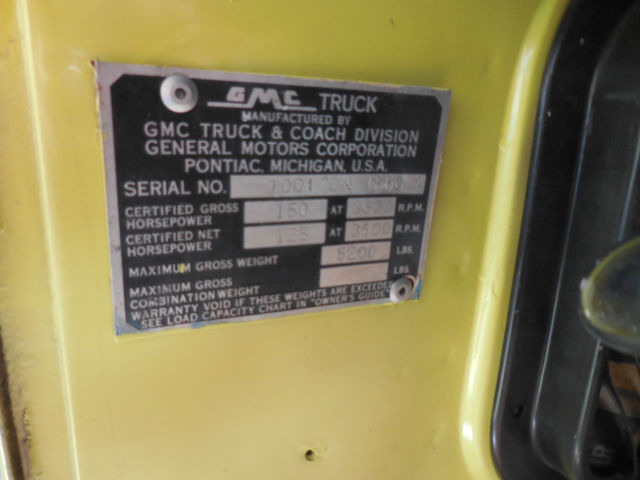 GMC TRUCK
MANUFACTURED BY
GMC TRUCK & COACH DIVISION
GENERAL MOTORS CORPORATION
PONTIAC, MICHIGAN, U.S.A.
SERIAL NO. 1001
CERTIFIED GROSS HORSEPOWER 150 AT R.P.M.
CERTIFIED NET HORSEPOWER 125 AT 3600 R.P.M.
MAXIMUM GROSS WEIGHT 5200 LBS.
MAXIMUM GROSS COMBINATION WEIGHT LBS.
WARRANTY VOID IF THESE WEIGHTS ARE EXCEEDED
SEE LOAD CAPACITY CHART IN "OWNER'S GUIDE"